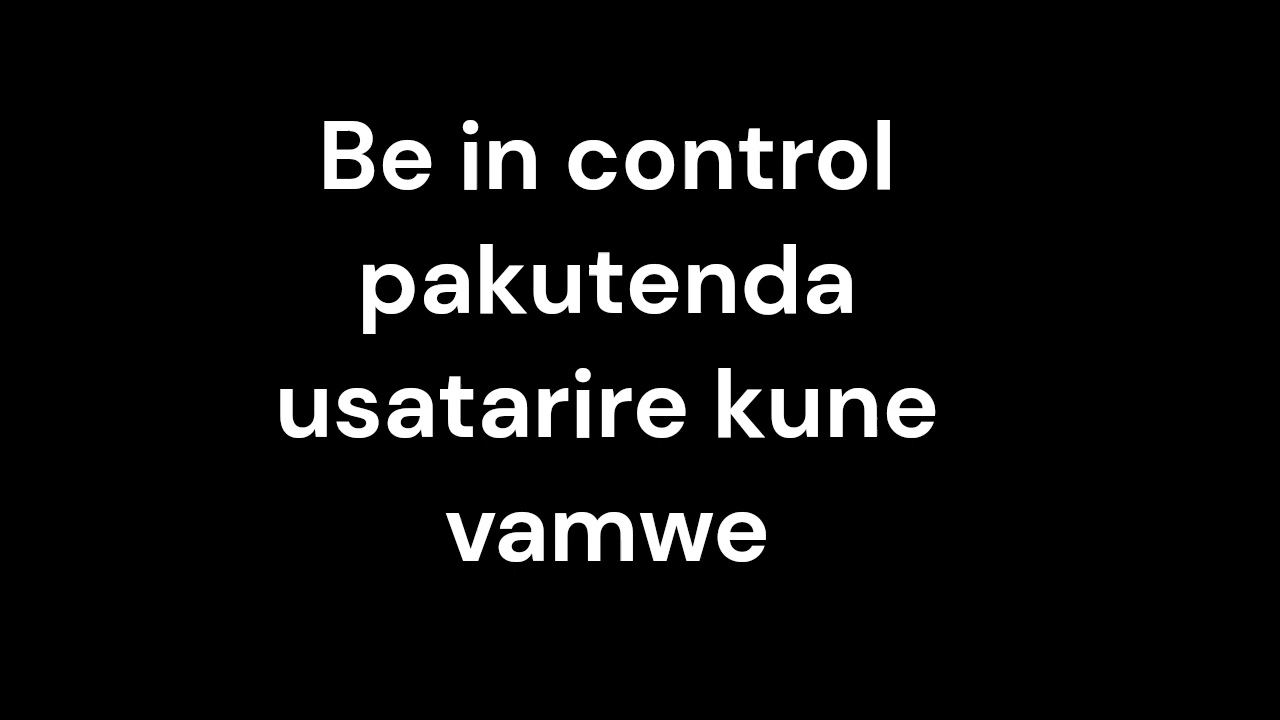 Be in control
pakutenda
usatarire kune
vamwe